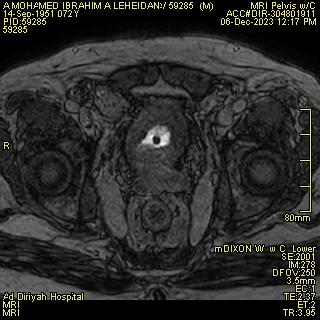 A MOHAMED IBRAHIM A LEHEIDAN:/ 59285 (M)
MRI Pelvis w/C
14-Sep-1951 072Y
ACC#DIR-304801911
PID:59285
06-Dec-2023 12:17 PM
59285
R
80mm
mDIXON W w C Lower
SE:2001
IM:278
DFOV:250
3.5mm
EC:1
Ad Diriyah Hospital
TE:2.37
MRI
ET:2
MRI
TR:3.95